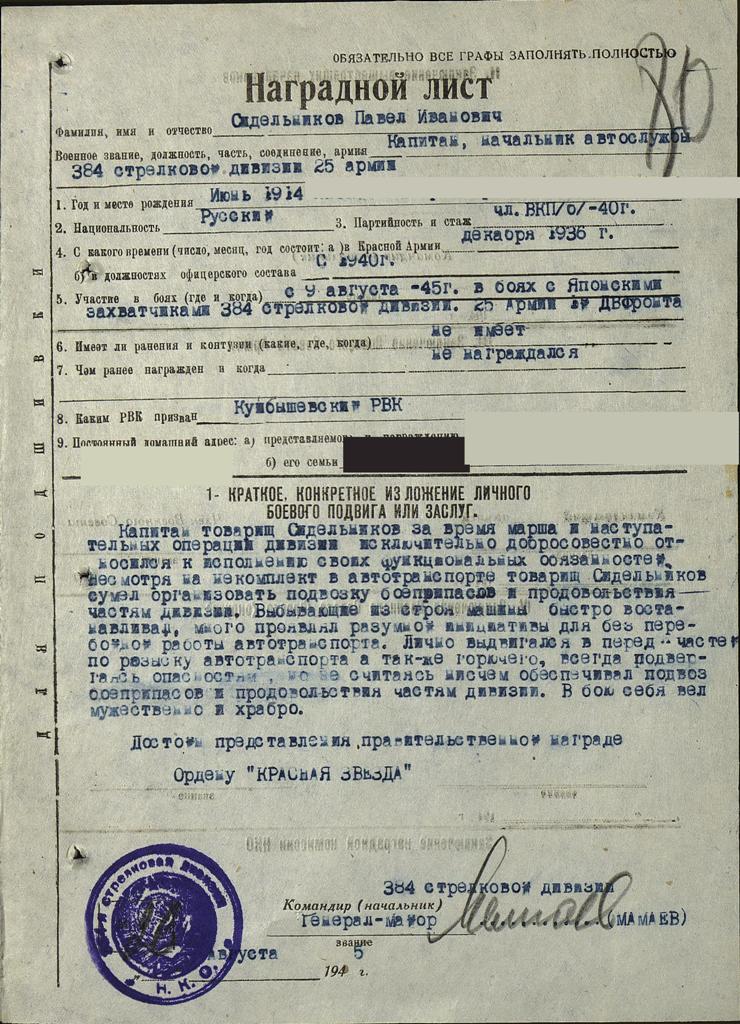 ОБЯЗАТЕЛЬНО ВСЕ ГРАФЫ ЗАПОЛНЯТЬ ПОЛНОСТЬЮ
80
Наградной лист
Фамилия, имя и отчество Сидельников Павел Иванович
Военное звание, должность, часть, соединение, армия Капитан, начальник автослужбы
384 стрелковой дивизии 25 армии
1. Год и место рождения Июнь 1914
2. Национальность Русский 3. Партийность и стаж чл. ВКП/б/-40г.
4. С какого времени (число, месяц, год состоит: а) в Красной Армии декабря 1936 г.
б) в должностях офицерского состава С 1940г.
5. Участие в боях (где и когда) с 9 августа -45г. в боях с Японскими
захватчиками 384 стрелковой дивизии. 25 Армии ДВФронта
6. Имеет ли ранения и контузии (какие, где, когда) не имеет
7. Чем ранее награжден и когда не награждался
8. Каким РВК призван Куйбышевский РВК
9. Постоянный домашний адрес: а) представляемого к награждению
б) его семьи
ДЛЯ ПОДШИВКИ
1- КРАТКОЕ, КОНКРЕТНОЕ ИЗЛОЖЕНИЕ ЛИЧНОГО
БОЕВОГО ПОДВИГА ИЛИ ЗАСЛУГ.
Капитан товарищ Сидельников за время марша и наступа-
тельных операций дивизии исключительно добросовестно от-
носился к исполнению своих функциональных обязанностей,
несмотря на некомплект в автотранспорте товарищ Сидельников
сумел организовать подвозку боеприпасов и продовольствия
частям дивизии. Выбывающие из строя машины быстро воста-
навливал, много проявлял разумной инициативы для без пере-
бойной работы автотранспорта. Лично выдвигался в перед частей
по розыску автотранспорта а так-же горючего, всегда подвер-
гаясь опасностям, но не считаясь нисчем обеспечивал подвоз
боеприпасов и продовольствия частям дивизии. В бою себя вел
мужественно и храбро.
Достоин представления правительственной награде
Ордену "КРАСНАЯ ЗВЕЗДА"
384 стрелковой дивизии
Командир (начальник)
Генерал-майор (МАМАЕВ)
звание
августа 1945 г.
стрелковая дивизия
Н. К. О.